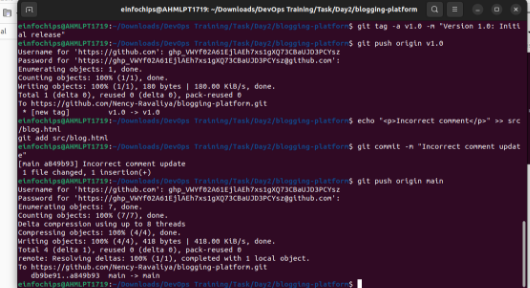 einfochips@AHMLPT1719: ~/Downloads/DevOps Training/Task/Day2/blogging-platform
einfochips@AHMLPT1719:~/Downloads/DevOps Training/Task/Day2/blogging-platform$ git tag -a v1.0 -m "Version 1.0: Initi
al release"
einfochips@AHMLPT1719:~/Downloads/DevOps Training/Task/Day2/blogging-platform$ git push origin v1.0
Username for 'https://github.com':
Password for 'https://
Enumerating objects: 1, done.
Counting objects: 100% (1/1), done.
Writing objects: 100% (1/1), 180 bytes | 180.00 KiB/s, done.
Total 1 (delta 0), reused 0 (delta 0), pack-reused 0
To https://github.com/Nency-Ravaliya/blogging-platform.git
* [new tag] v1.0 -> v1.0
einfochips@AHMLPT1719:~/Downloads/DevOps Training/Task/Day2/blogging-platform$ echo "<p>Incorrect comment</p>" >> src
/blog.html
git add src/blog.html
einfochips@AHMLPT1719:~/Downloads/DevOps Training/Task/Day2/blogging-platform$ git commit -m "Incorrect comment updat
e"
[main a849b93] Incorrect comment update
1 file changed, 1 insertion(+)
einfochips@AHMLPT1719:~/Downloads/DevOps Training/Task/Day2/blogging-platform$ git push origin main
Username for 'https://github.com':
Password for 'https://
Enumerating objects: 7, done.
Counting objects: 100% (7/7), done.
Delta compression using up to 8 threads
Compressing objects: 100% (4/4), done.
Writing objects: 100% (4/4), 418 bytes | 418.00 KiB/s, done.
Total 4 (delta 1), reused 0 (delta 0), pack-reused 0
remote: Resolving deltas: 100% (1/1), completed with 1 local object.
To https://github.com/Nency-Ravaliya/blogging-platform.git
db9be91..a849b93 main -> main
einfochips@AHMLPT1719:~/Downloads/DevOps Training/Task/Day2/blogging-platform$